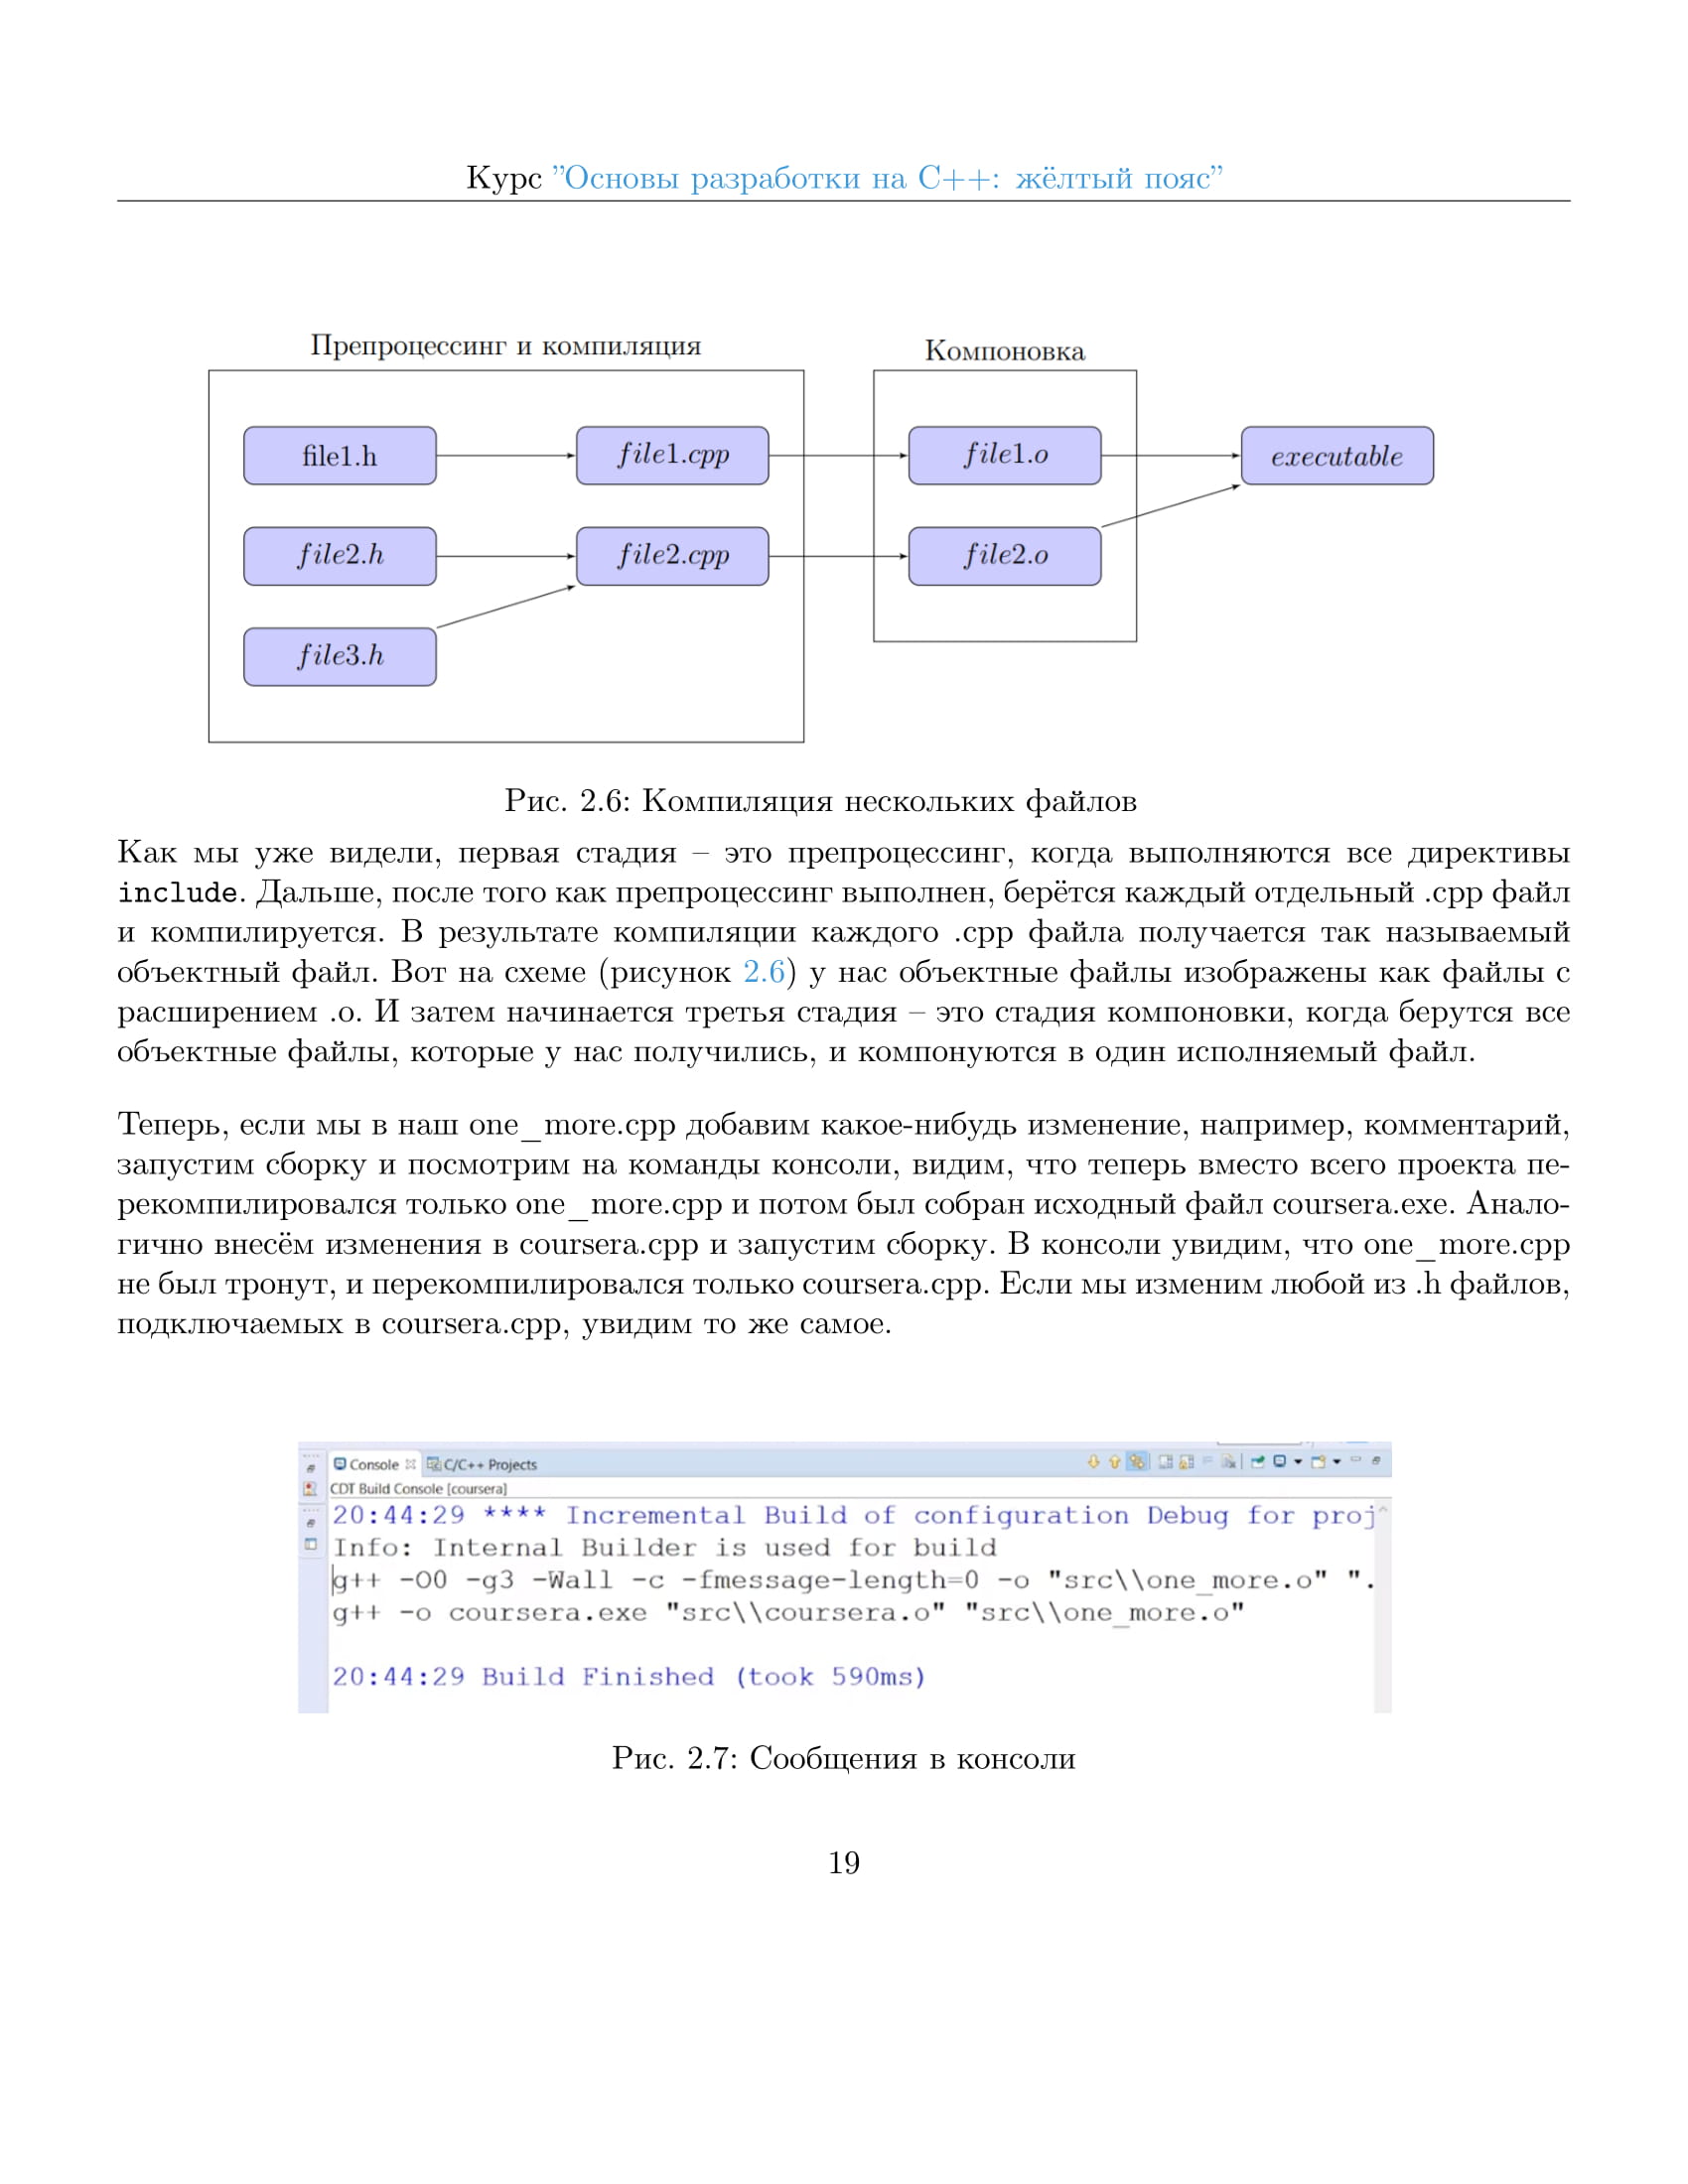 Курс ”Основы разработки на C++: жёлтый пояс”
Препроцессинг и компиляция
Компоновка
file1.h
file1.cpp
file1.o
executable
file2.h
file2.cpp
file2.o
file3.h
Рис. 2.6: Компиляция нескольких файлов
Как мы уже видели, первая стадия – это препроцессинг, когда выполняются все директивы
include. Дальше, после того как препроцессинг выполнен, берётся каждый отдельный .cpp файл
и компилируется. В результате компиляции каждого .cpp файла получается так называемый
объектный файл. Вот на схеме (рисунок 2.6) у нас объектные файлы изображены как файлы с
расширением .o. И затем начинается третья стадия – это стадия компоновки, когда берутся все
объектные файлы, которые у нас получились, и компонуются в один исполняемый файл.
Теперь, если мы в наш one_more.cpp добавим какое-нибудь изменение, например, комментарий,
запустим сборку и посмотрим на команды консоли, видим, что теперь вместо всего проекта пе-
рекомпилировался только one_more.cpp и потом был собран исходный файл coursera.exe. Анало-
гично внесём изменения в coursera.cpp и запустим сборку. В консоли увидим, что one_more.cpp
не был тронут, и перекомпилировался только coursera.cpp. Если мы изменим любой из .h файлов,
подключаемых в coursera.cpp, увидим то же самое.
Console C/C++ Projects
CDT Build Console [coursera]
20:44:29 **** Incremental Build of configuration Debug for proj
Info: Internal Builder is used for build
g++ -O0 -g3 -Wall -c -fmessage-length=0 -o "src\\one_more.o" ".
g++ -o coursera.exe "src\\coursera.o" "src\\one_more.o"
20:44:29 Build Finished (took 590ms)
Рис. 2.7: Сообщения в консоли
19